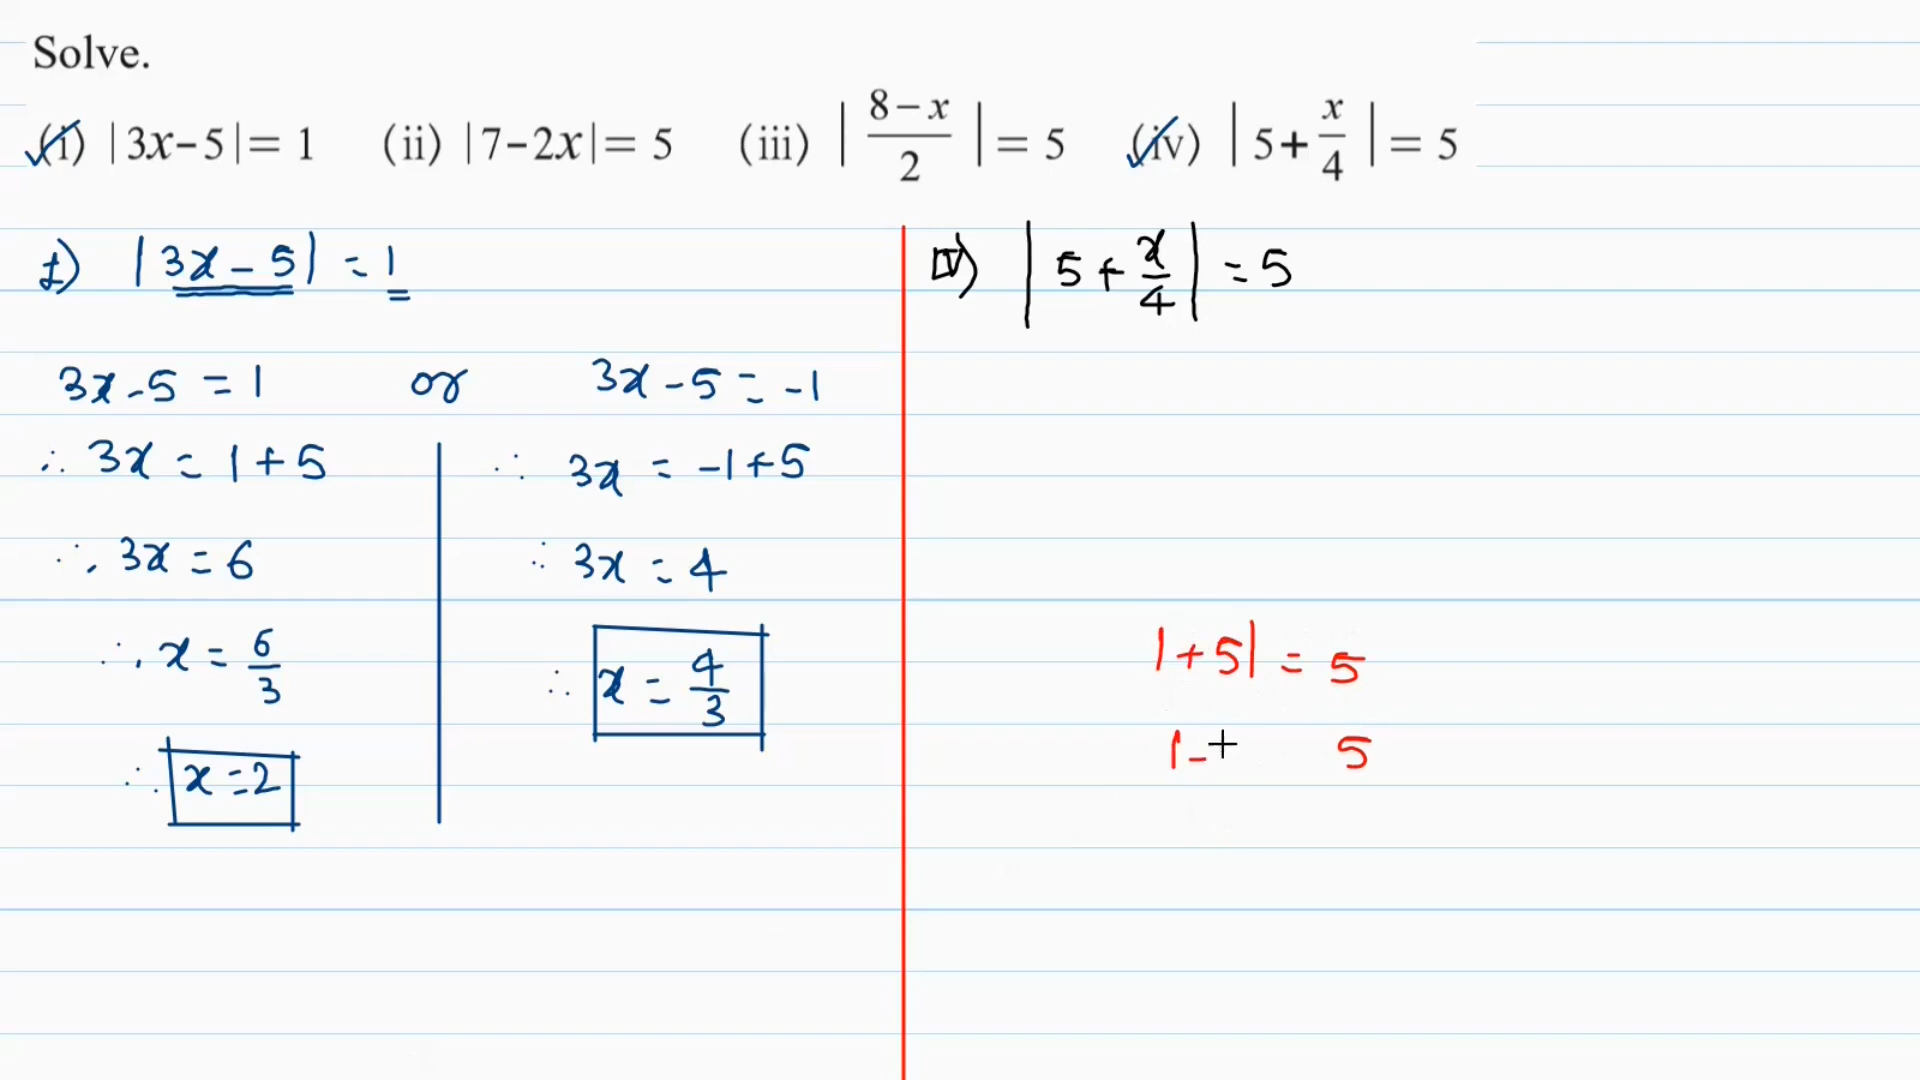 Solve.
(i) |3x−5|= 1 (ii) |7−2x|= 5 (iii) |(8−x)/2| = 5 (iv) |5+x/4| = 5
I) |3x − 5| = 1
3x − 5 = 1 or 3x − 5 = −1
∴ 3x = 1 + 5
∴ 3x = 6
∴ x = 6/3
∴ x = 2
∴ 3x = −1 + 5
∴ 3x = 4
∴ x = 4/3
IV) |5 + x/4| = 5
|+5| = 5
|− 5